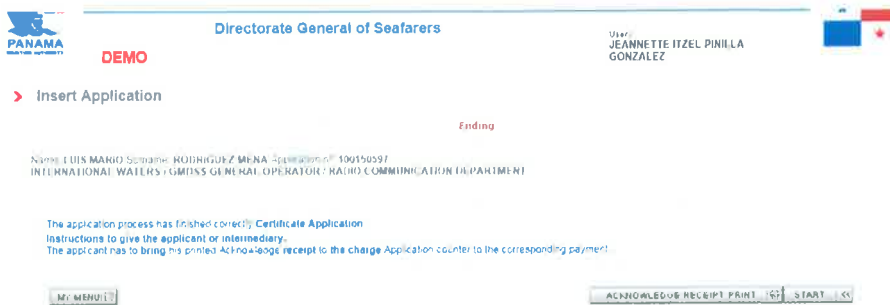 PANAMA
Directorate General of Seafarers
DEMO
User:
JEANNETTE ITZEL PINILLA
GONZALEZ
Insert Application
Ending
Name: LUIS MARIO Surname: RODRIGUEZ MENA Application nº 100150597
INTERNATIONAL WATERS / GMDSS GENERAL OPERATOR / RADIO COMMUNICATION DEPARTMENT
The application process has finished correctly Certificate Application
Instructions to give the applicant or intermediary.
The applicant has to bring his printed Acknowledge receipt to the charge Application counter to the corresponding payment.
MY MENU
ACKNOWLEDGE RECEIPT PRINT
START <<